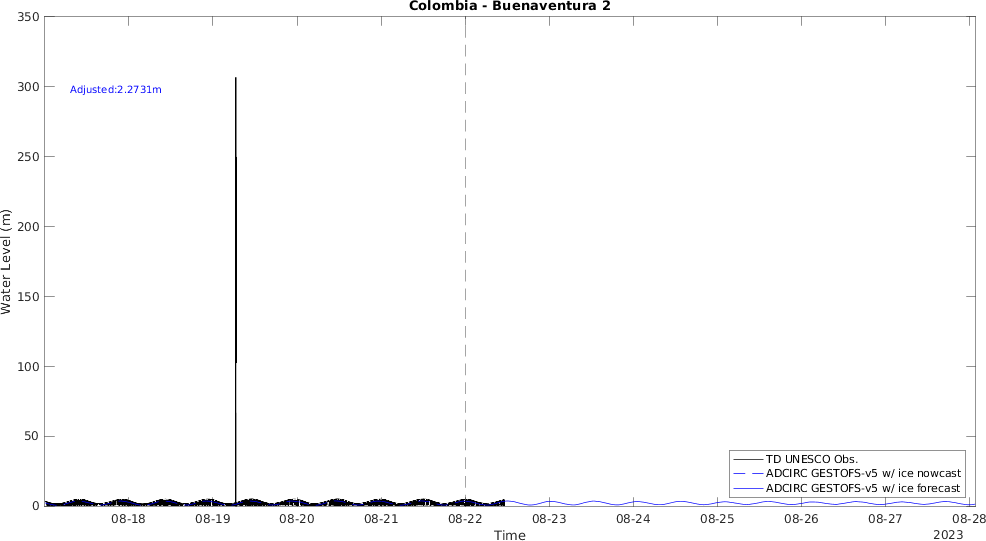 Colombia - Buenaventura 2
350
300
250
200
150
100
50
0
Water Level (m)
Adjusted:2.2731m
TD UNESCO Obs.
ADCIRC GESTOFS-v5 w/ ice nowcast
ADCIRC GESTOFS-v5 w/ ice forecast
08-18 08-19 08-20 08-21 08-22 08-23 08-24 08-25 08-26 08-27 08-28
Time
2023